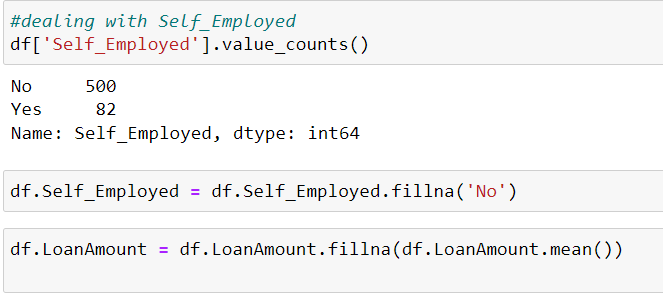 #dealing with Self_Employed
df['Self_Employed'].value_counts()
No     500
Yes     82
Name: Self_Employed, dtype: int64
df.Self_Employed = df.Self_Employed.fillna('No')
df.LoanAmount = df.LoanAmount.fillna(df.LoanAmount.mean())